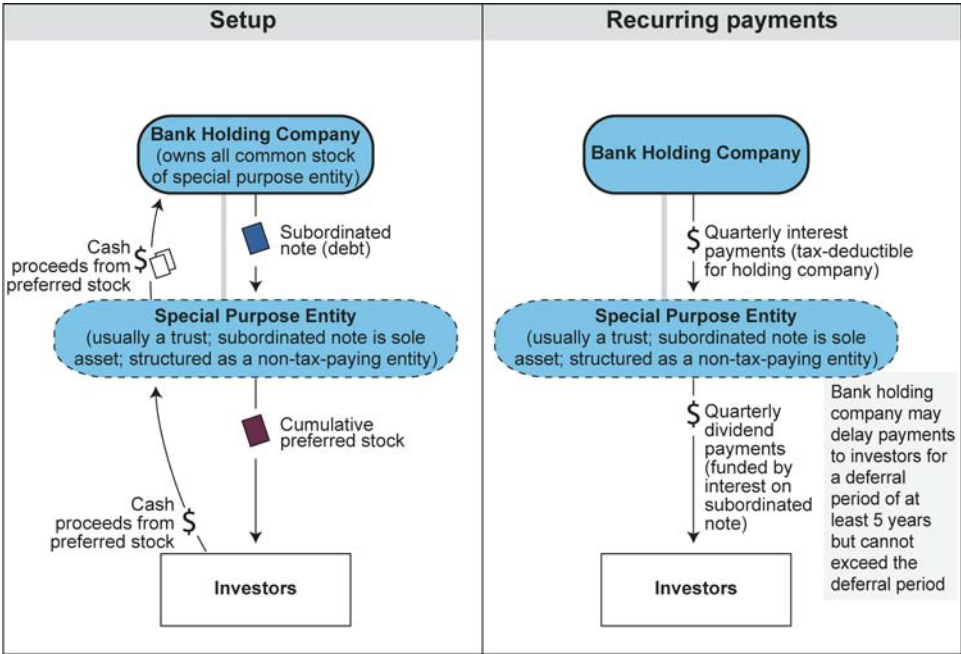 Setup
Bank Holding Company
(owns all common stock
of special purpose entity)
Subordinated
note (debt)
Cash
proceeds from
preferred stock
$
Special Purpose Entity
(usually a trust; subordinated note is sole
asset; structured as a non-tax-paying entity)
Cumulative
preferred stock
Cash
proceeds from
preferred stock
$
Investors
Recurring payments
Bank Holding Company
$
Quarterly interest
payments (tax-deductible
for holding company)
Special Purpose Entity
(usually a trust; subordinated note is sole
asset; structured as a non-tax-paying entity)
$
Quarterly
dividend
payments
(funded by
interest on
subordinated
note)
Investors
Bank holding
company may
delay payments
to investors for
a deferral
period of at
least 5 years
but cannot
exceed the
deferral period